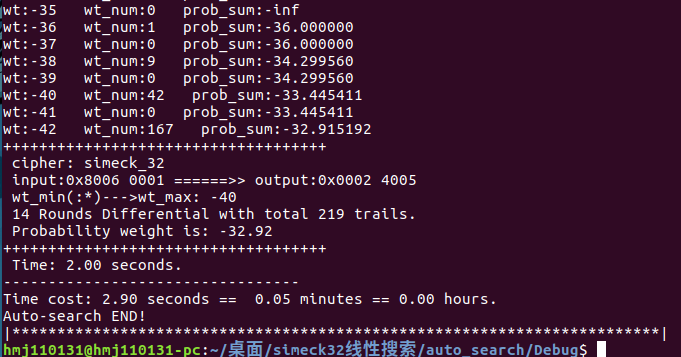 wt:-35   wt_num:0   prob_sum:-inf
wt:-36   wt_num:1   prob_sum:-36.000000
wt:-37   wt_num:0   prob_sum:-36.000000
wt:-38   wt_num:9   prob_sum:-34.299560
wt:-39   wt_num:0   prob_sum:-34.299560
wt:-40   wt_num:42   prob_sum:-33.445411
wt:-41   wt_num:0   prob_sum:-33.445411
wt:-42   wt_num:167   prob_sum:-32.915192
++++++++++++++++++++++++++++++++++++
 cipher: simeck_32
 input:0x8006 0001 ======>> output:0x0002 4005
 wt_min(:*)--->wt_max: -40
 14 Rounds Differential with total 219 trails.
 Probability weight is: -32.92
++++++++++++++++++++++++++++++++++++
 Time: 2.00 seconds.
---------------------------------
Time cost: 2.90 seconds ==  0.05 minutes == 0.00 hours.
Auto-search END!
|************************************************************************|
hmj110131@hmj110131-pc:~/桌面/simeck32线性搜索/auto_search/Debug$